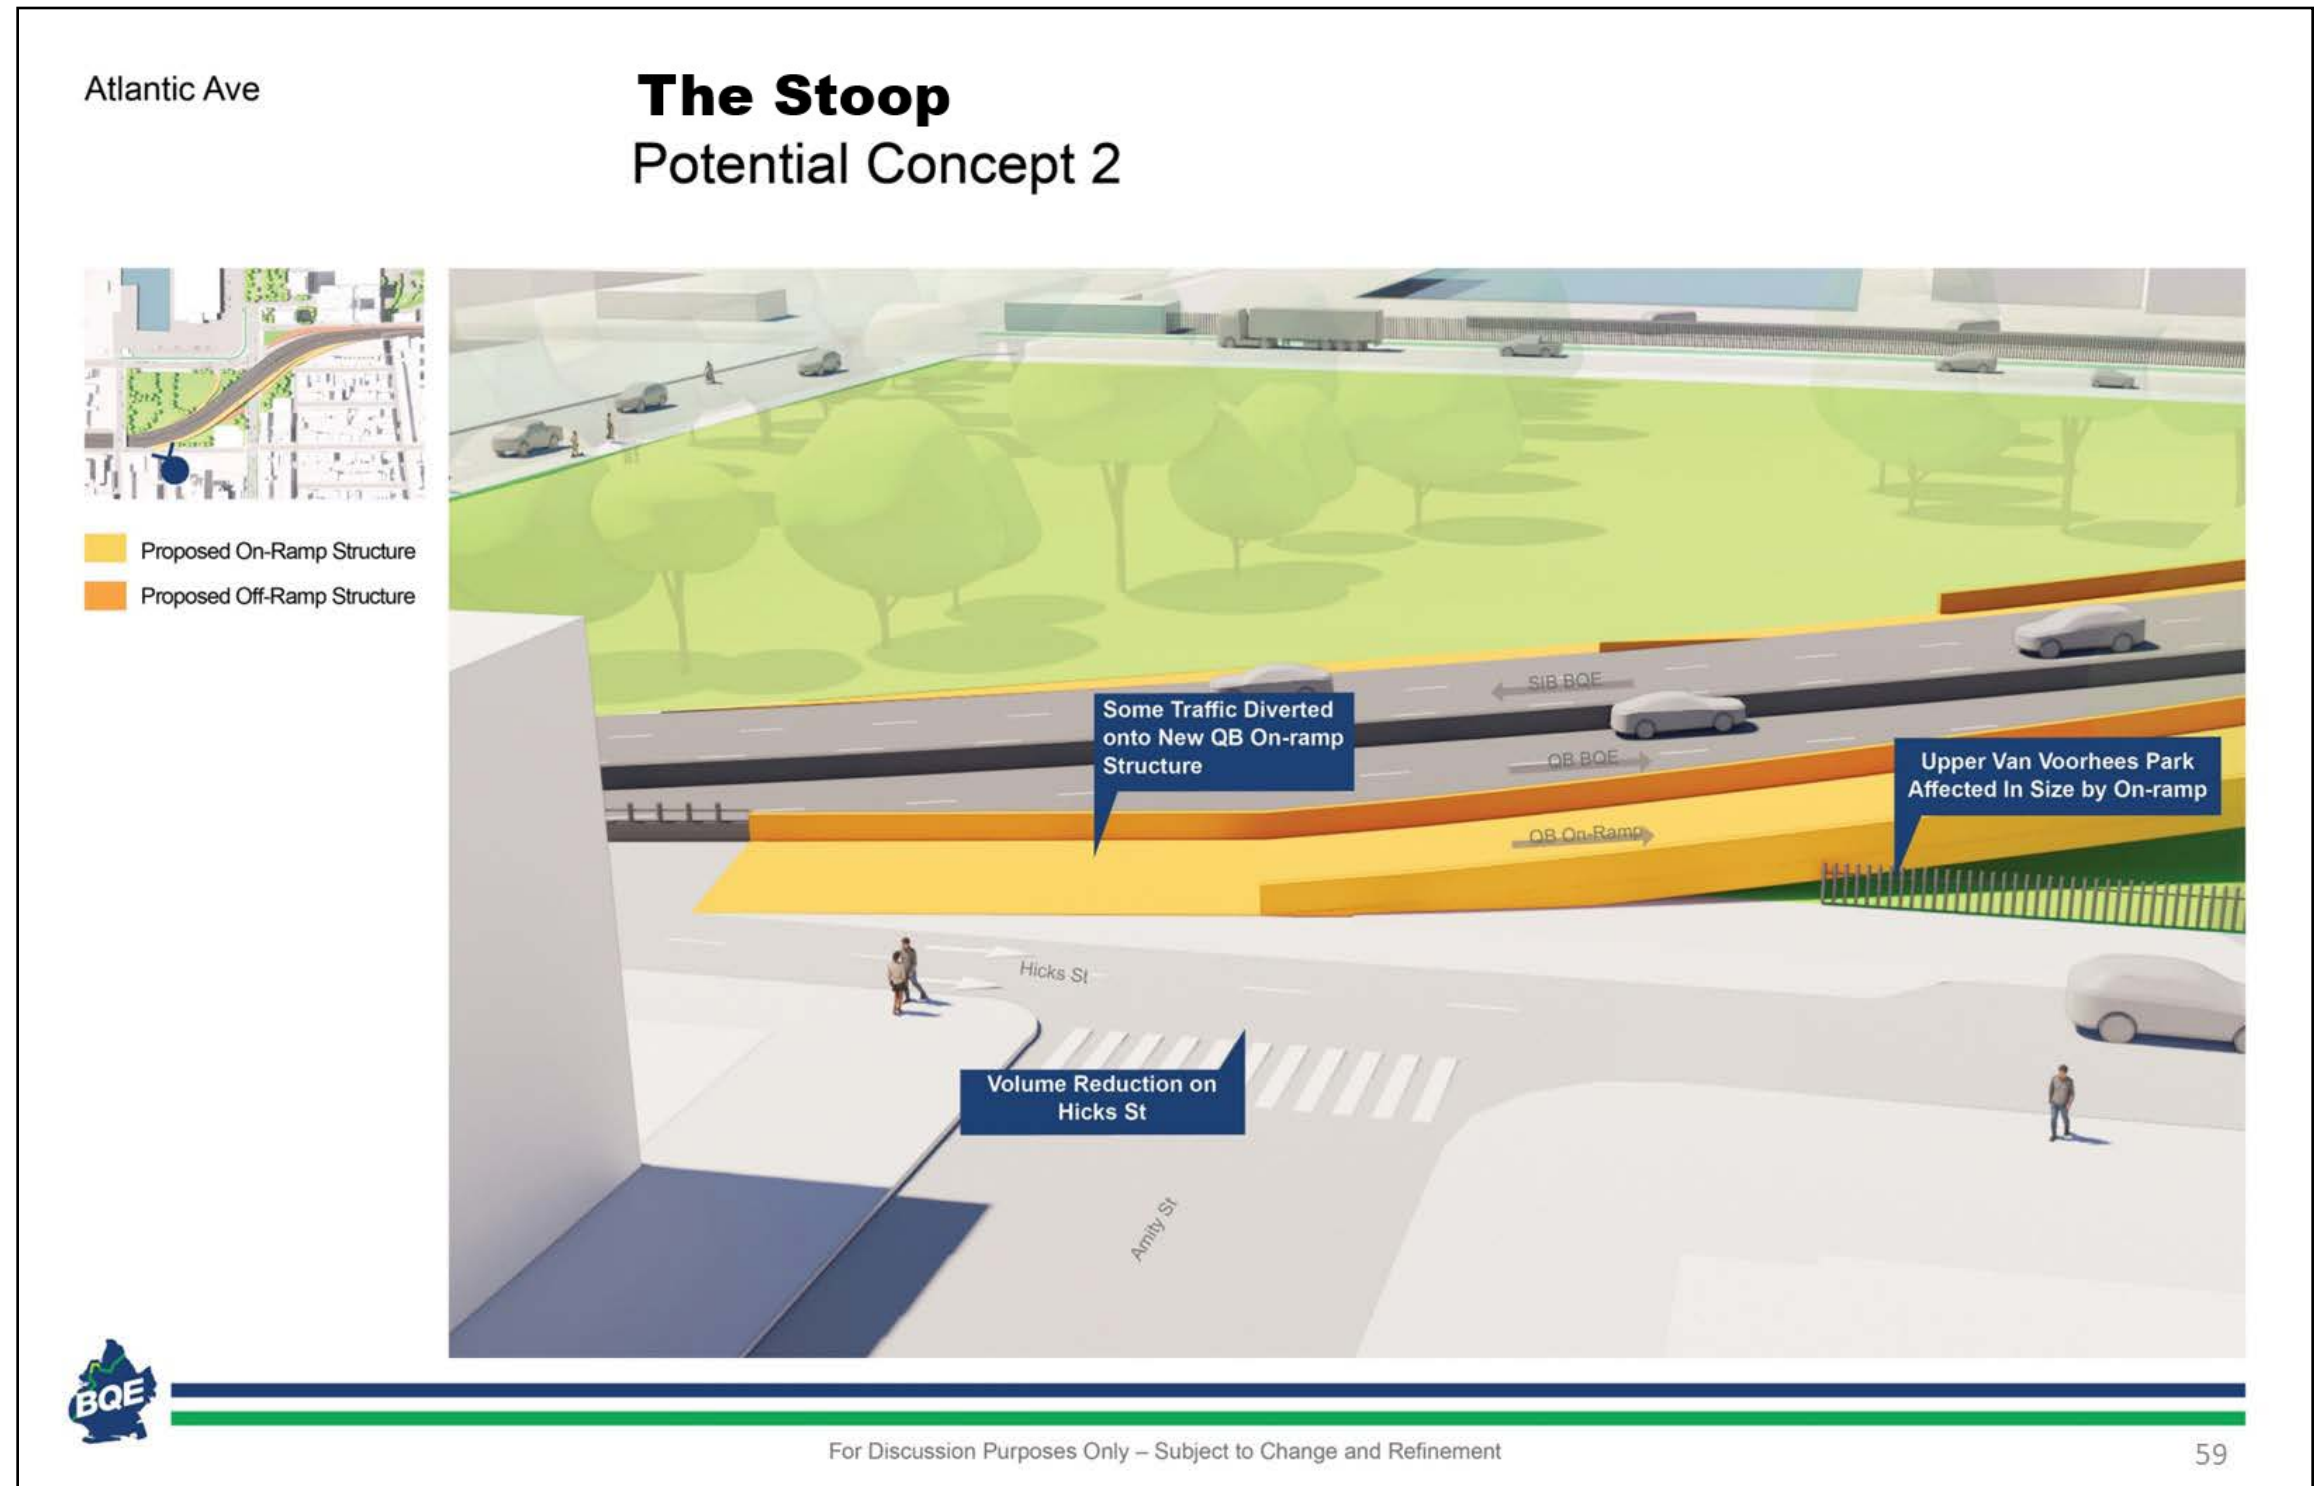 Atlantic Ave
The Stoop
Potential Concept 2
Proposed On-Ramp Structure
Proposed Off-Ramp Structure
SIB BQE
Some Traffic Diverted
onto New QB On-ramp
Structure
QB BQE
Upper Van Voorhees Park
Affected In Size by On-ramp
QB On-Ramp
Hicks St
Volume Reduction on
Hicks St
Amity St
BQE
For Discussion Purposes Only – Subject to Change and Refinement
59